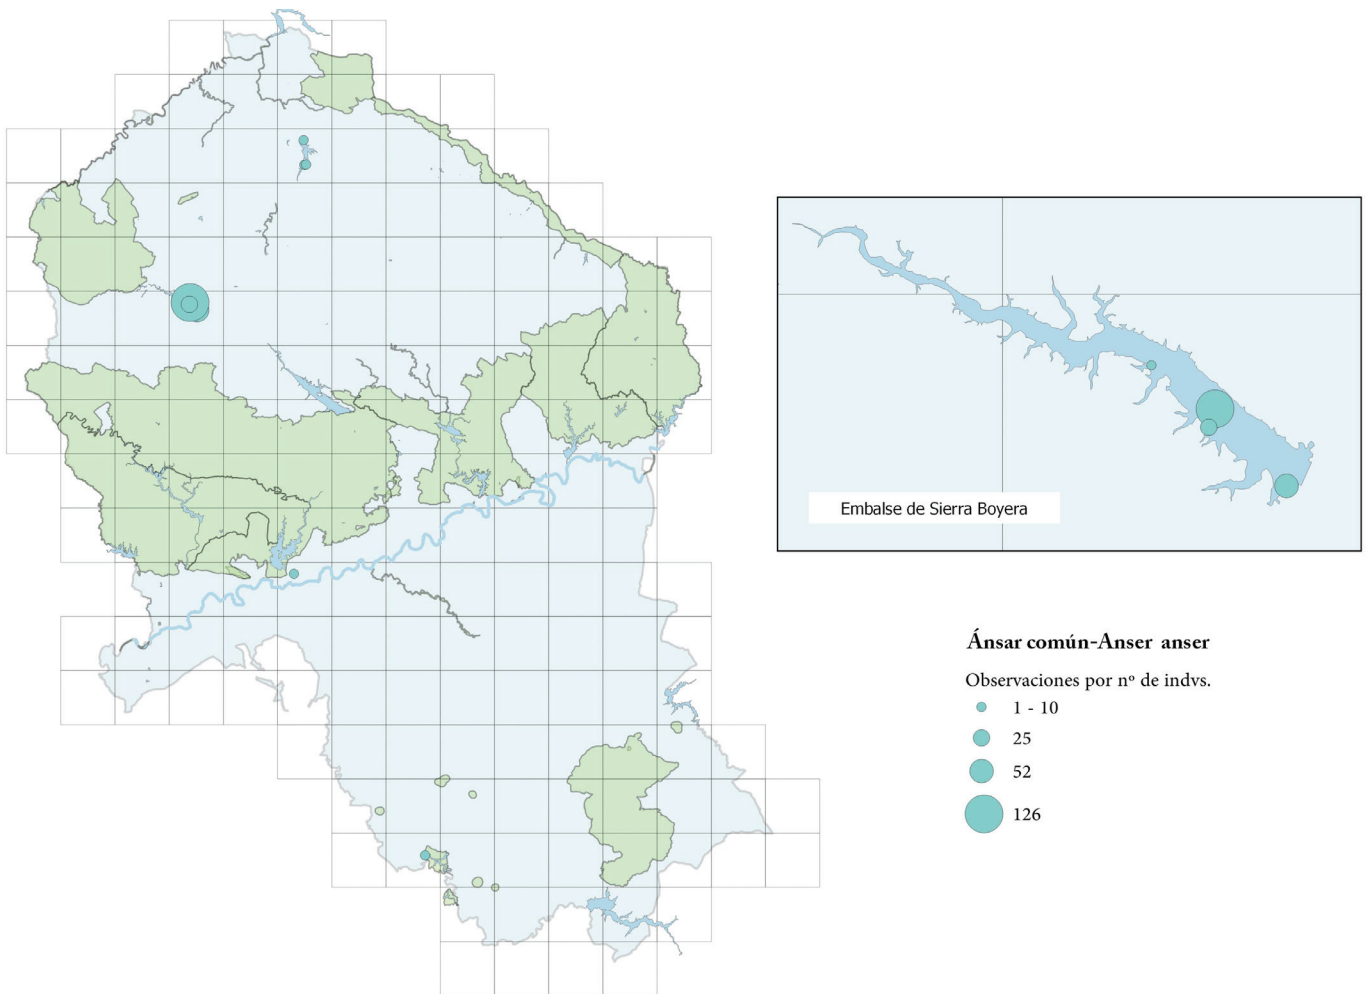 Embalse de Sierra Boyera
Ánsar común-Anser anser
Observaciones por nº de indvs.
1 - 10
25
52
126